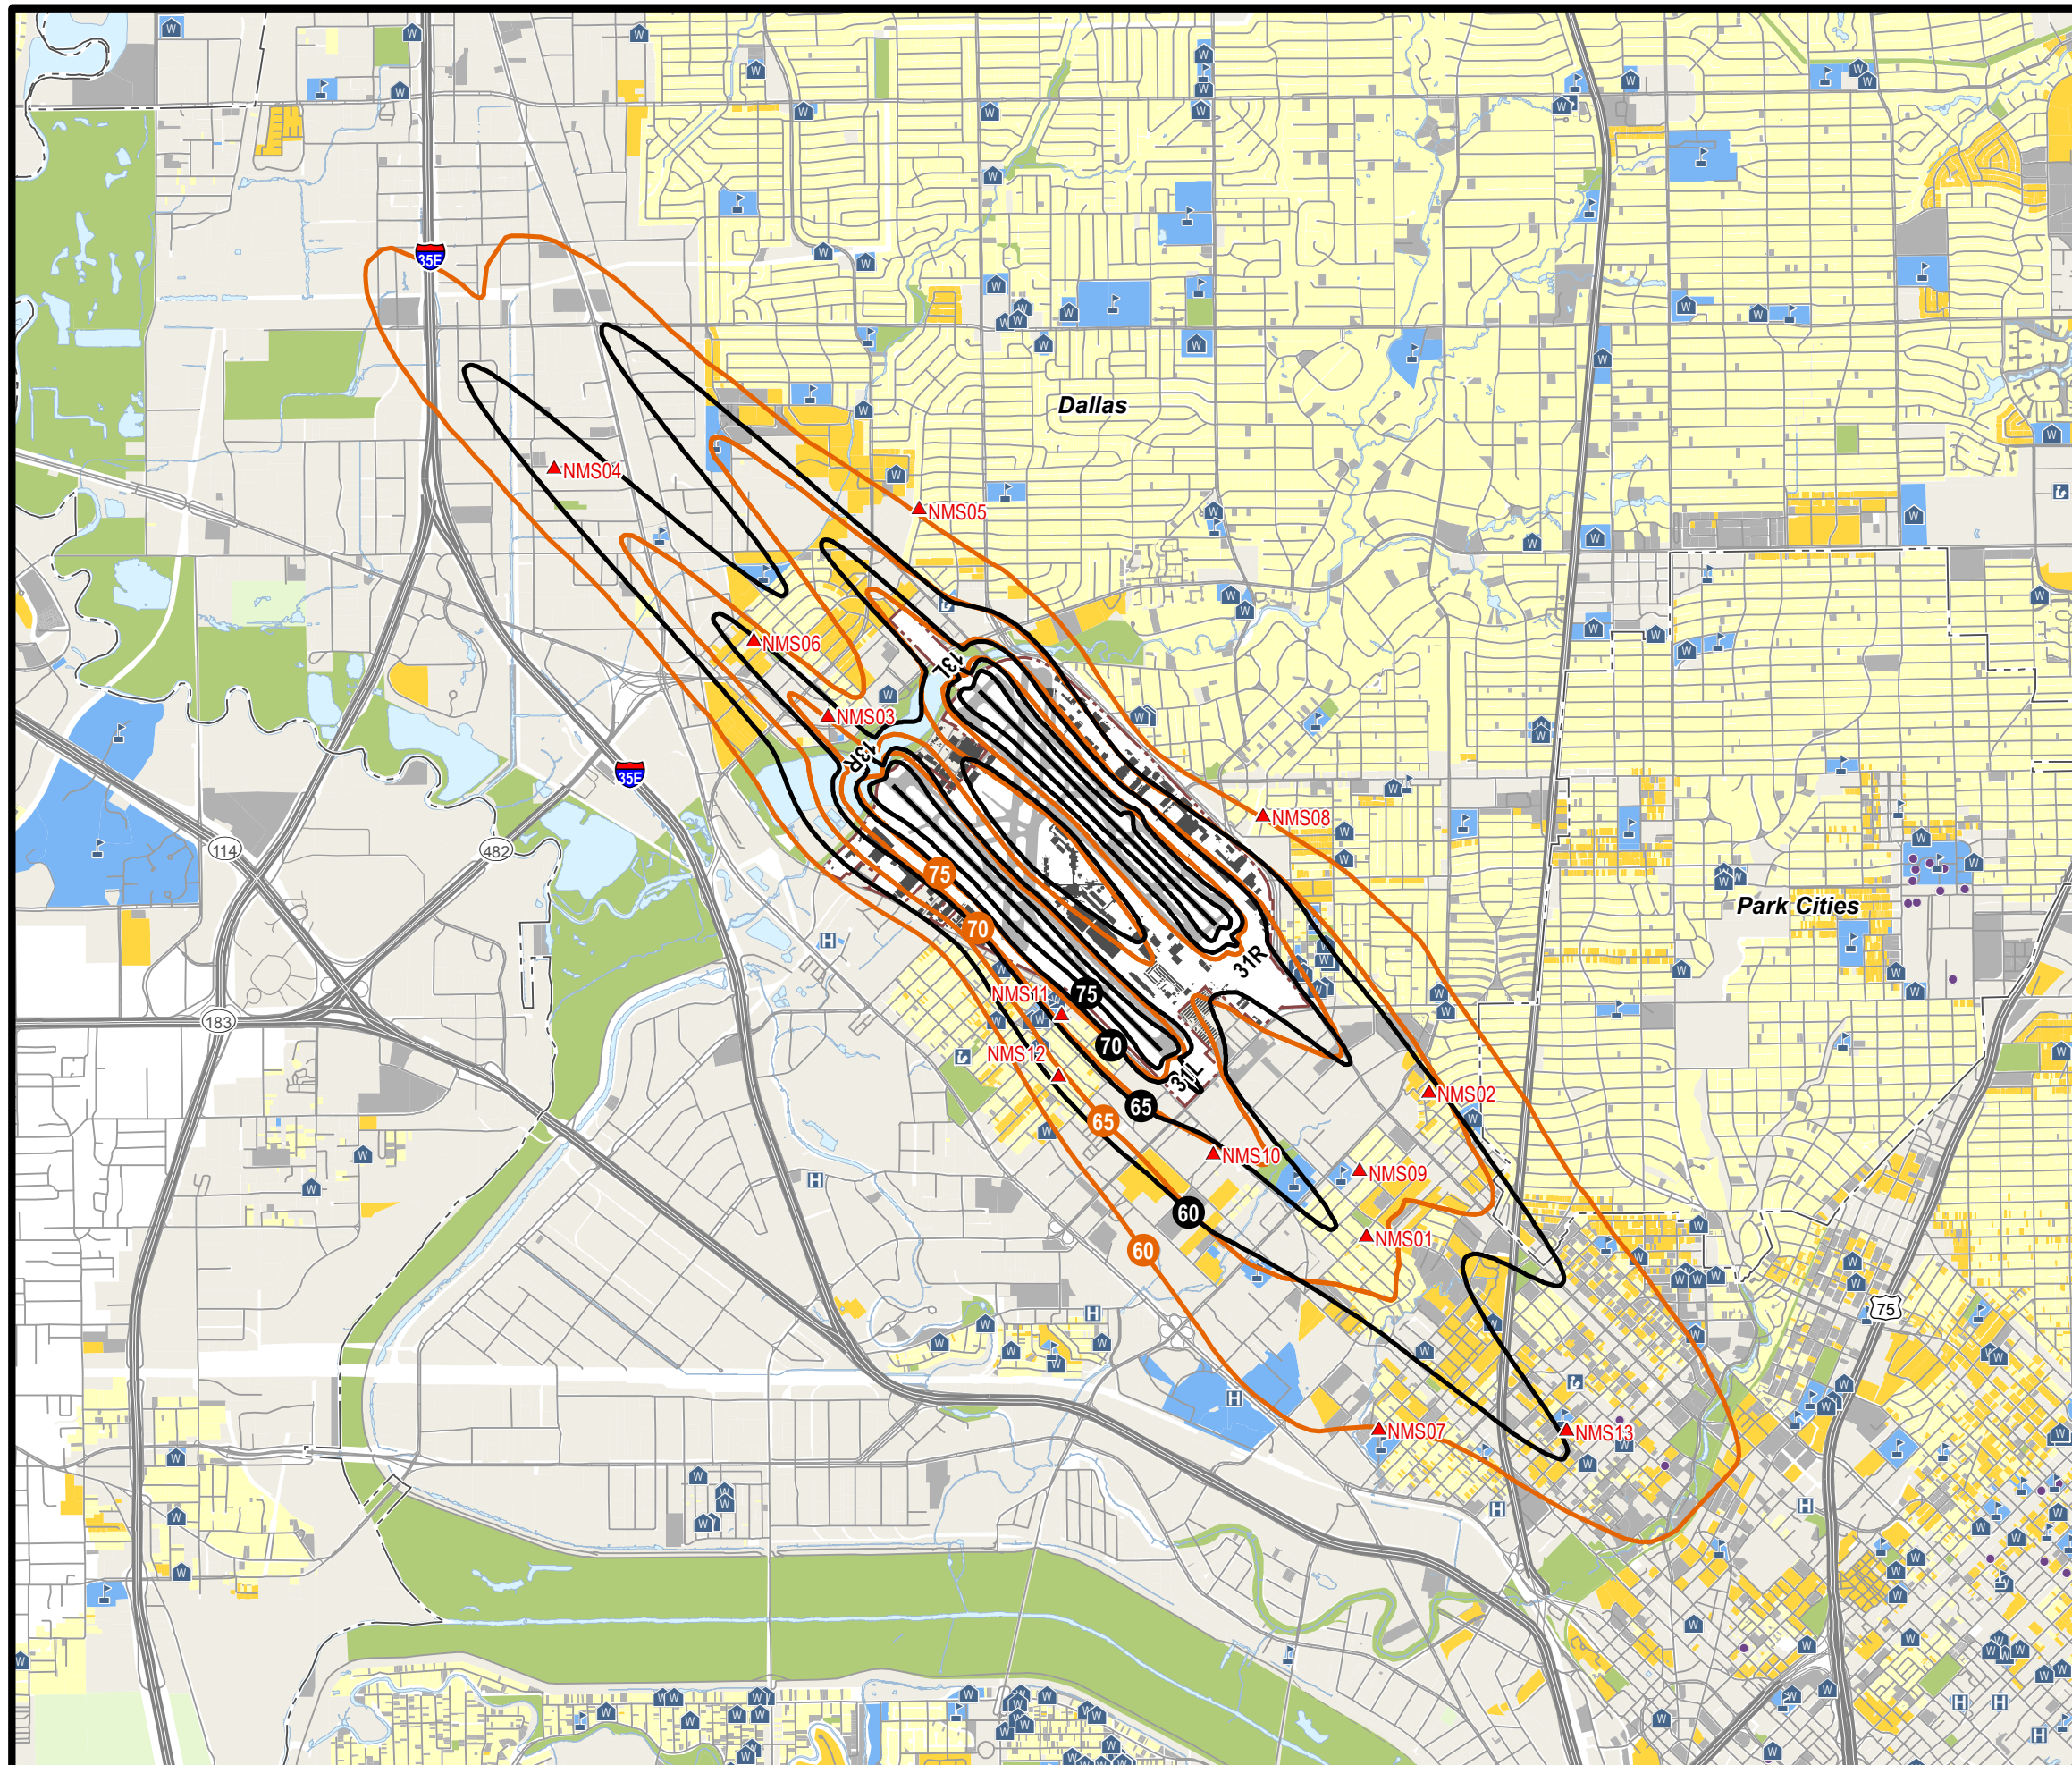 35E
Dallas
NMS04
NMS05
NMS06
13L
NMS03
13R
35E
NMS08
114
482
75
Park Cities
70
31R
NMS11
75
183
70
NMS12
31L
NMS02
65
65
NMS10
NMS09
60
NMS01
60
75
NMS07
NMS13
H
H
H
H
H
H
H
H
H